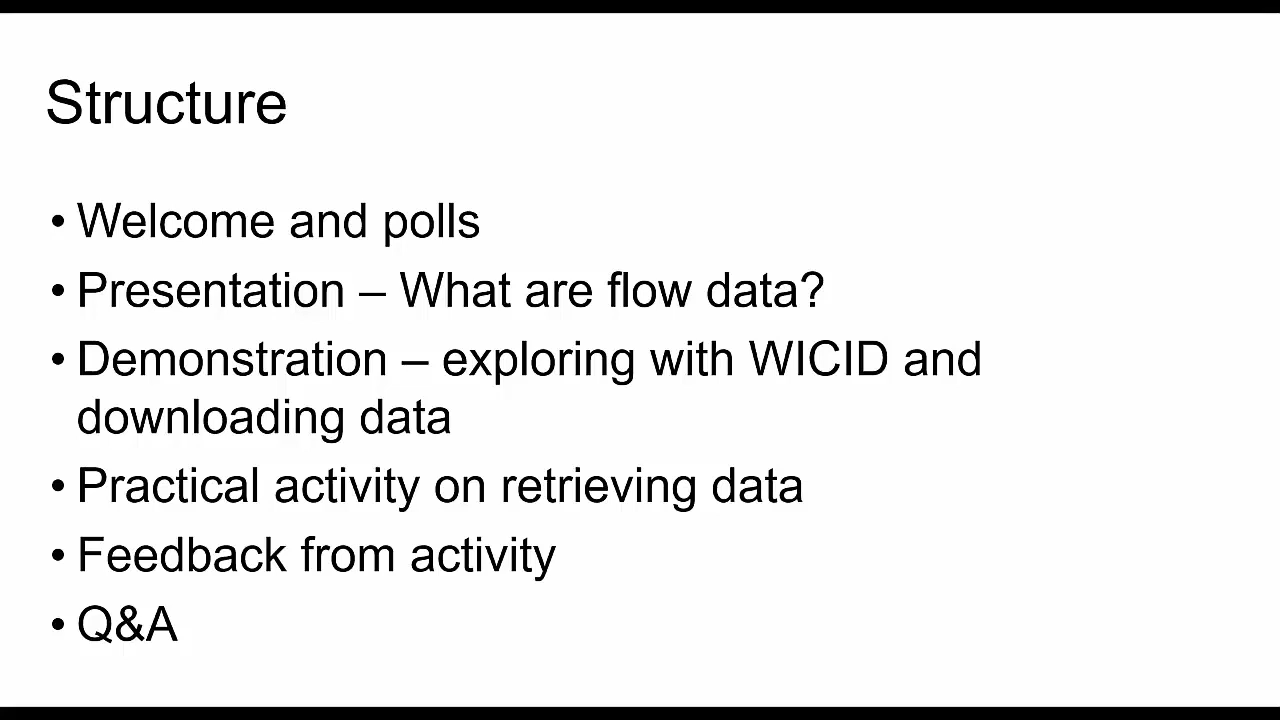 Structure
• Welcome and polls
• Presentation – What are flow data?
• Demonstration – exploring with WICID and
downloading data
• Practical activity on retrieving data
• Feedback from activity
• Q&A